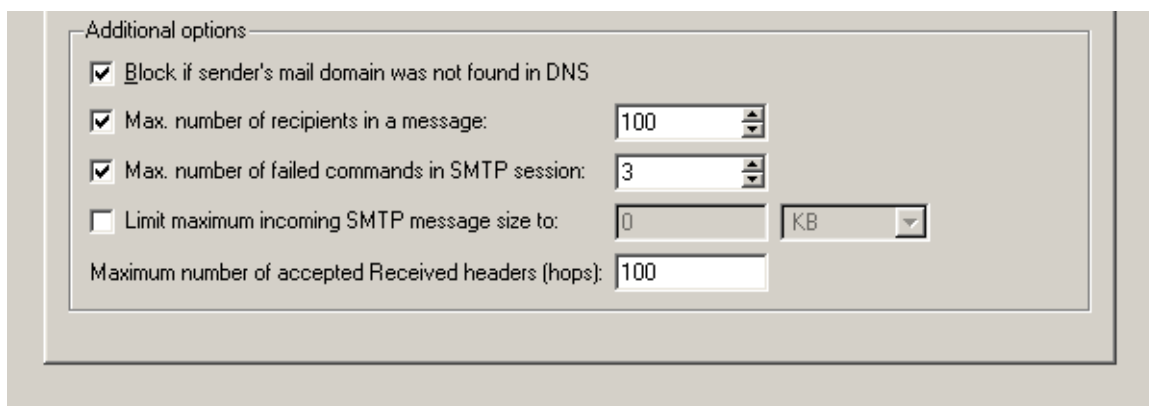 Additional options
Block if sender's mail domain was not found in DNS
Max. number of recipients in a message: 100
Max. number of failed commands in SMTP session: 3
Limit maximum incoming SMTP message size to: 0 KB
Maximum number of accepted Received headers (hops): 100